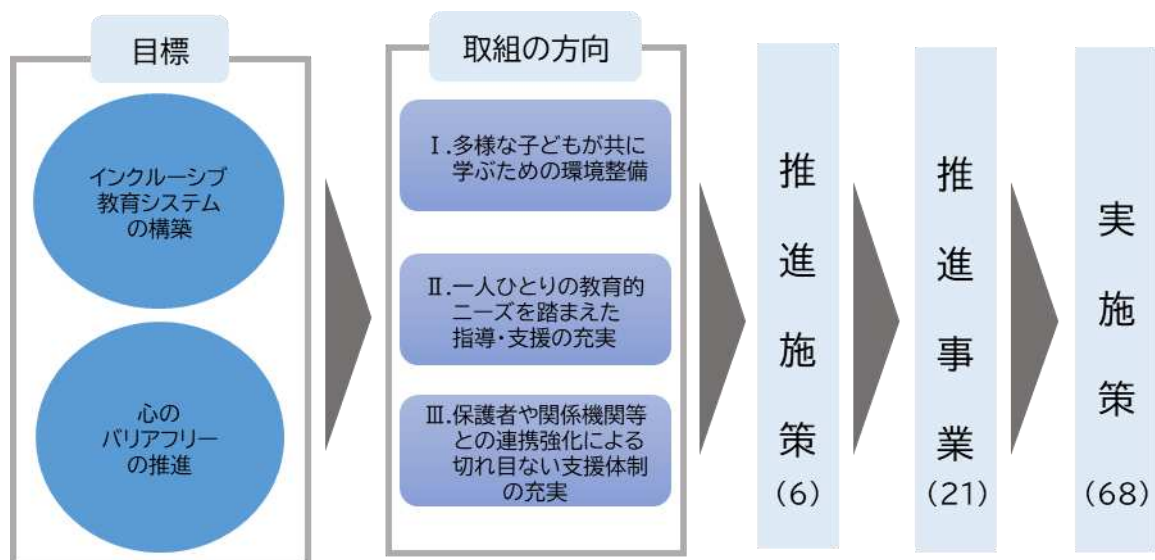 目標
インクルーシブ
教育システム
の構築
心の
バリアフリー
の推進
取組の方向
Ⅰ.多様な子どもが共に
学ぶための環境整備
Ⅱ.一人ひとりの教育的
ニーズを踏まえた
指導・支援の充実
Ⅲ.保護者や関係機関等
との連携強化による
切れ目ない支援体制
の充実
推進施策
(6)
推進事業
(21)
実施策
(68)